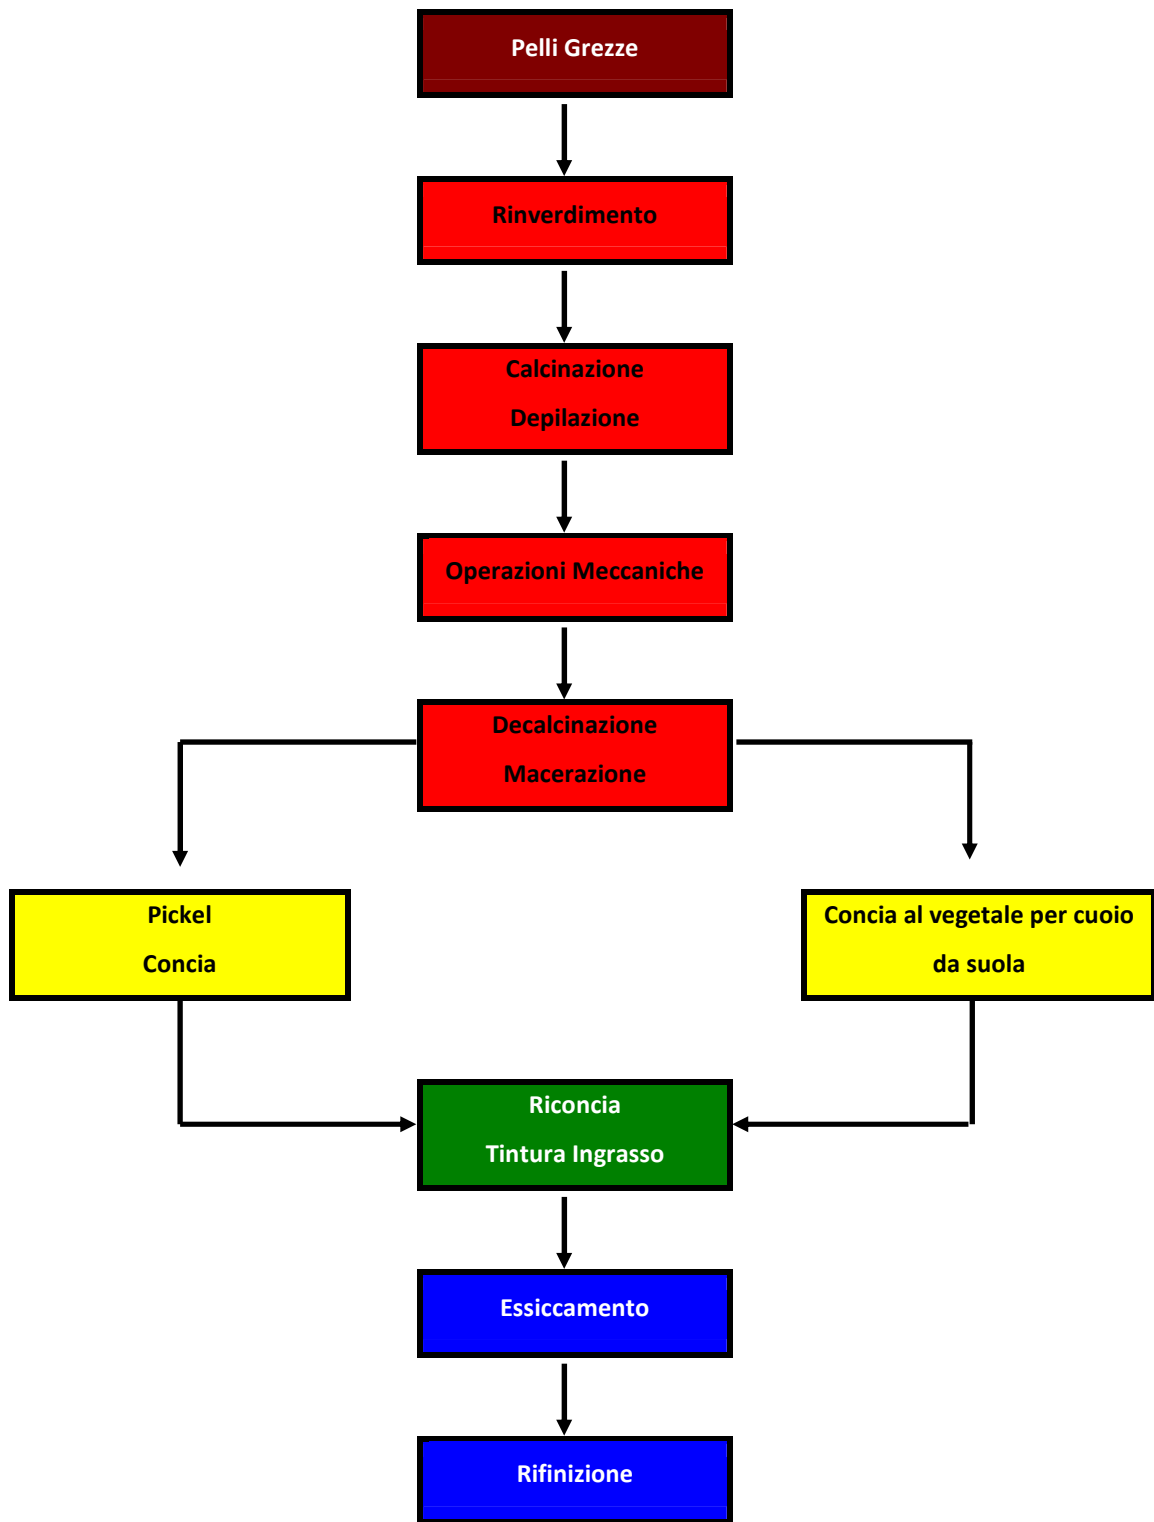 Pelli Grezze
Rinverdimento
Calcinazione
Depilazione
Operazioni Meccaniche
Decalcinazione
Macerazione
Pickel
Concia
Concia al vegetale per cuoio
da suola
Riconcia
Tintura Ingrasso
Essiccamento
Rifinizione